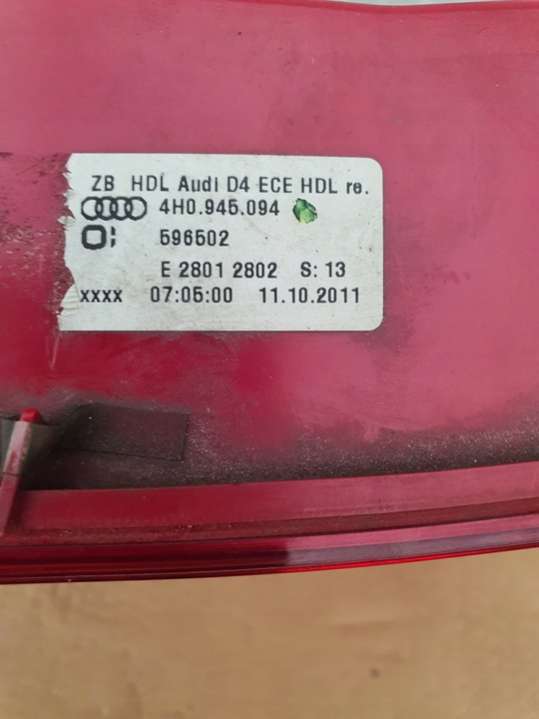 ZB HDL Audi D4 ECE HDL re.
4H0.945.094
596502
E 2801 2802 S: 13
xxxx 07:05:00 11.10.2011